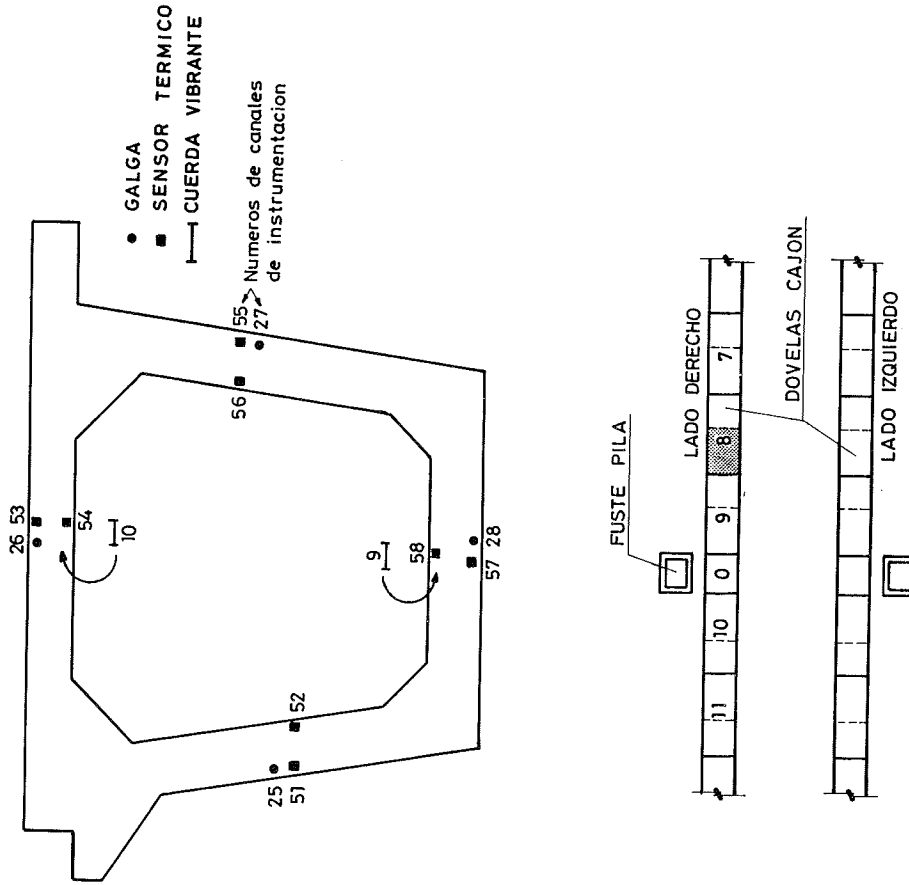 26
53
54
10
GALGA
SENSOR TERMICO
CUERDA VIBRANTE
55
27
Numeros de canales
de instrumentacion
56
25
51
52
9
58
57
28
FUSTE PILA
LADO DERECHO
11
10
0
9
8
7
DOVELAS CAJON
LADO IZQUIERDO